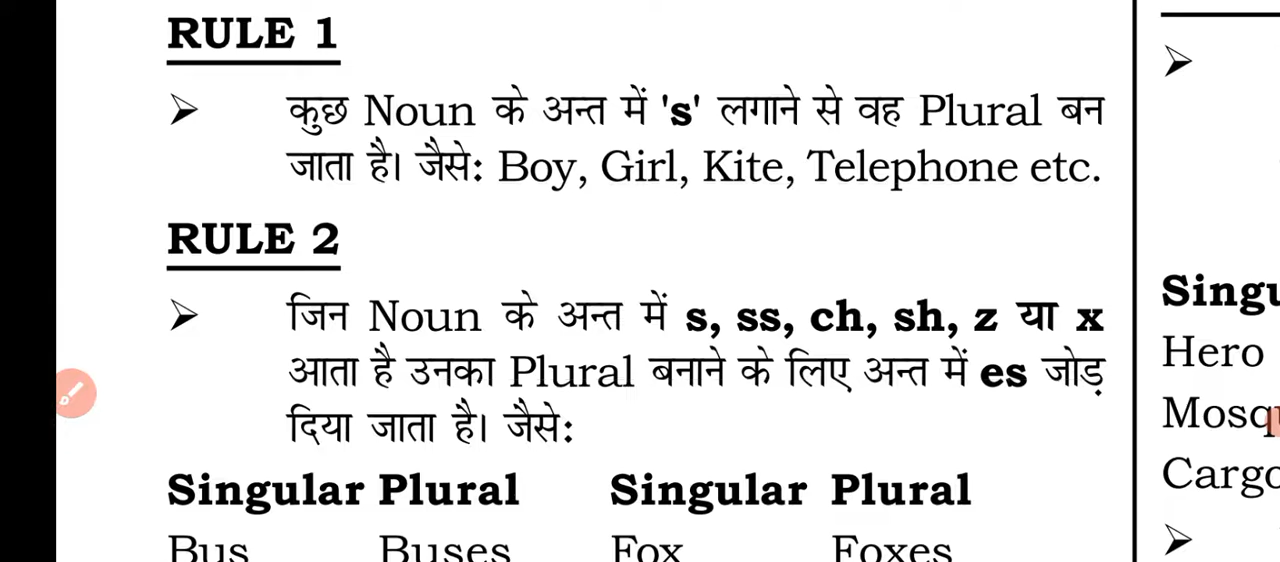 RULE 1
➢ कुछ Noun के अन्त में 's' लगाने से वह Plural बन
जाता है। जैसे: Boy, Girl, Kite, Telephone etc.
RULE 2
➢ जिन Noun के अन्त में s, ss, ch, sh, z या x
आता है उनका Plural बनाने के लिए अन्त में es जोड़
दिया जाता है। जैसे:
Singular Plural Singular Plural
Bus Buses Fox Foxes
➢
Hero
Cargo
➢